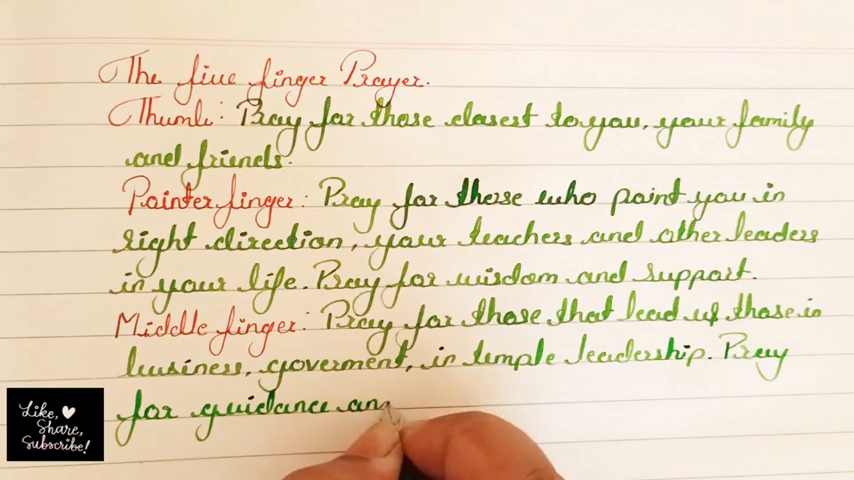 The five finger Prayer.
Thumb: Pray for those closest to you, your family
and friends.
Pointer finger: Pray for those who point you in
right direction, your teachers and other leaders
in your life. Pray for wisdom and support.
Middle finger: Pray for those that lead us those in
business, goverment, in temple leadership. Pray
for guidance an
Like,
Share,
Subscribe!